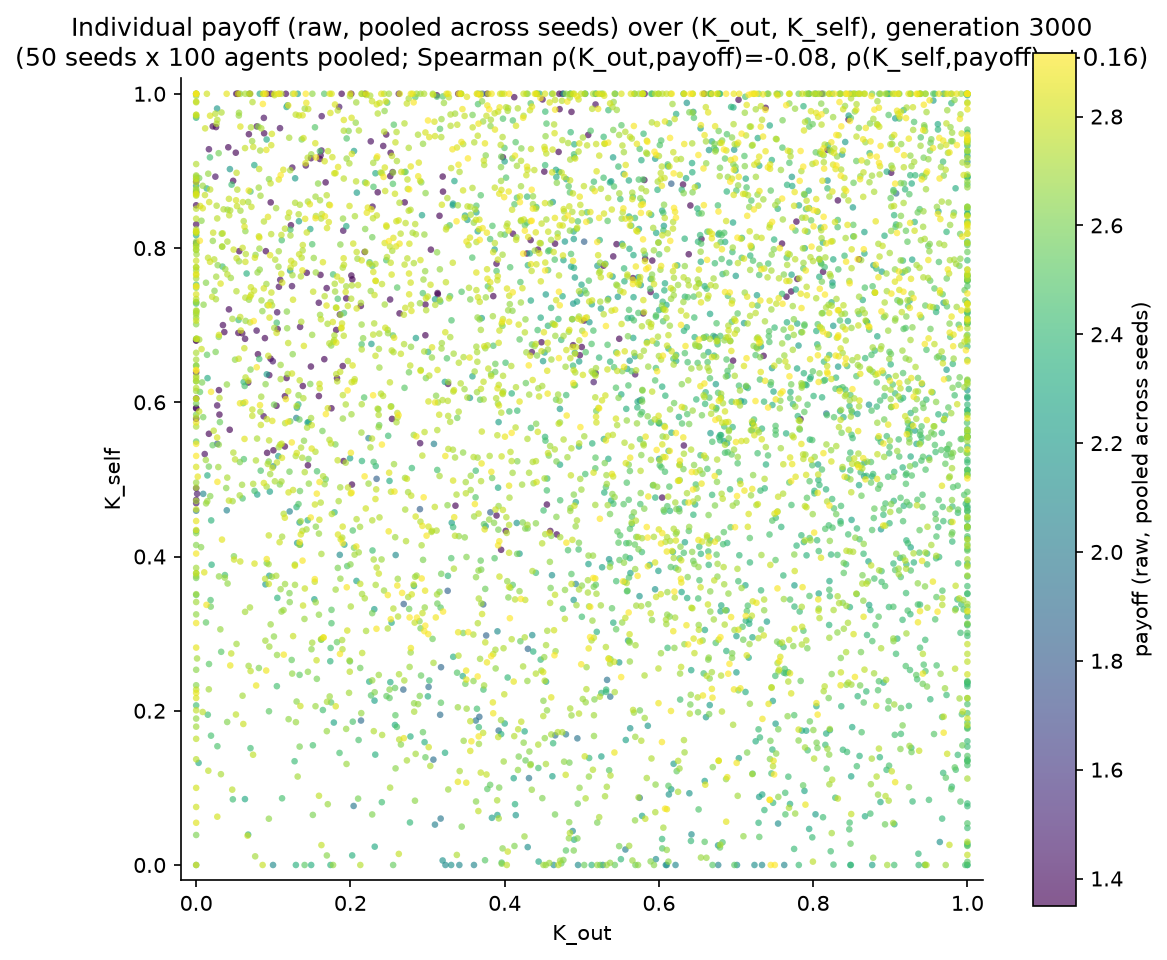 Individual payoff (raw, pooled across seeds) over (K_out, K_self), generation 3000
(50 seeds x 100 agents pooled; Spearman ρ(K_out,payoff)=-0.08, ρ(K_self,payoff) 0.16)
1.0
0.8
0.6
0.4
0.2
0.0
K_self
0.0 0.2 0.4 0.6 0.8 1.0
K_out
2.8
2.6
2.4
2.2
2.0
1.8
1.6
1.4
payoff (raw, pooled across seeds)